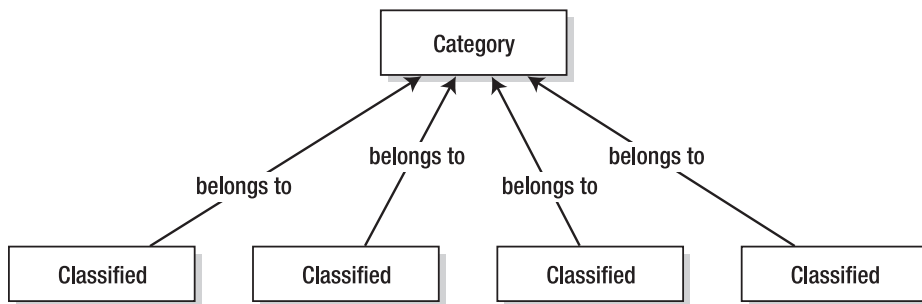 Category
belongs to
belongs to
belongs to
belongs to
Classified
Classified
Classified
Classified